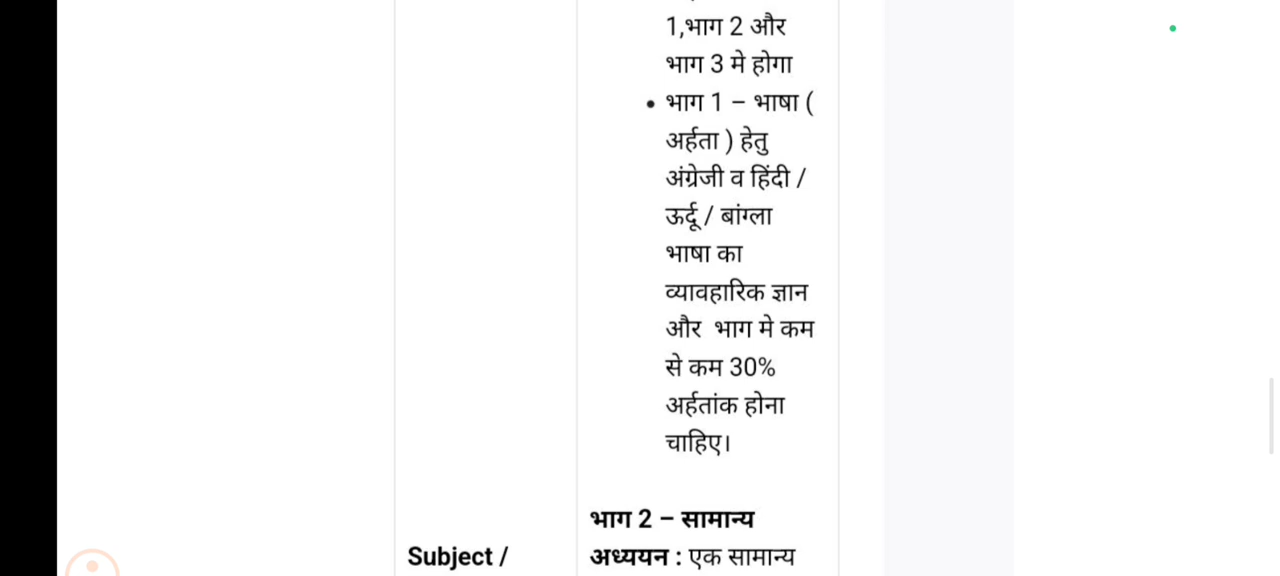 1,भाग 2 और
भाग 3 मे होगा
• भाग 1 – भाषा (
अर्हता ) हेतु
अंग्रेजी व हिंदी /
ऊर्दू / बांग्ला
भाषा का
व्यावहारिक ज्ञान
और भाग मे कम
से कम 30%
अर्हतांक होना
चाहिए।
भाग 2 – सामान्य
Subject /
अध्ययन : एक सामान्य